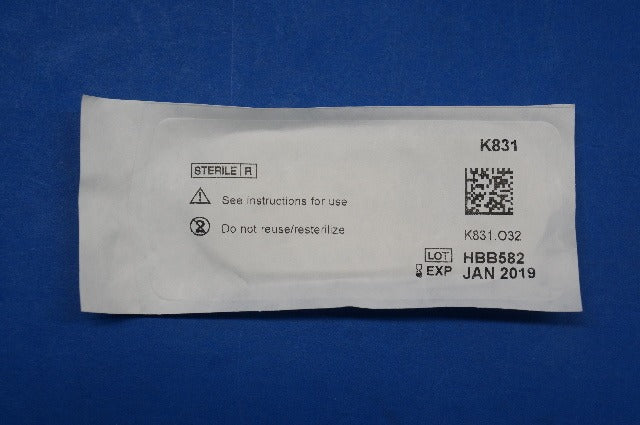 K831
STERILE R
See instructions for use
Do not reuse/resterilize
K831.O32
LOT HBB582
EXP JAN 2019